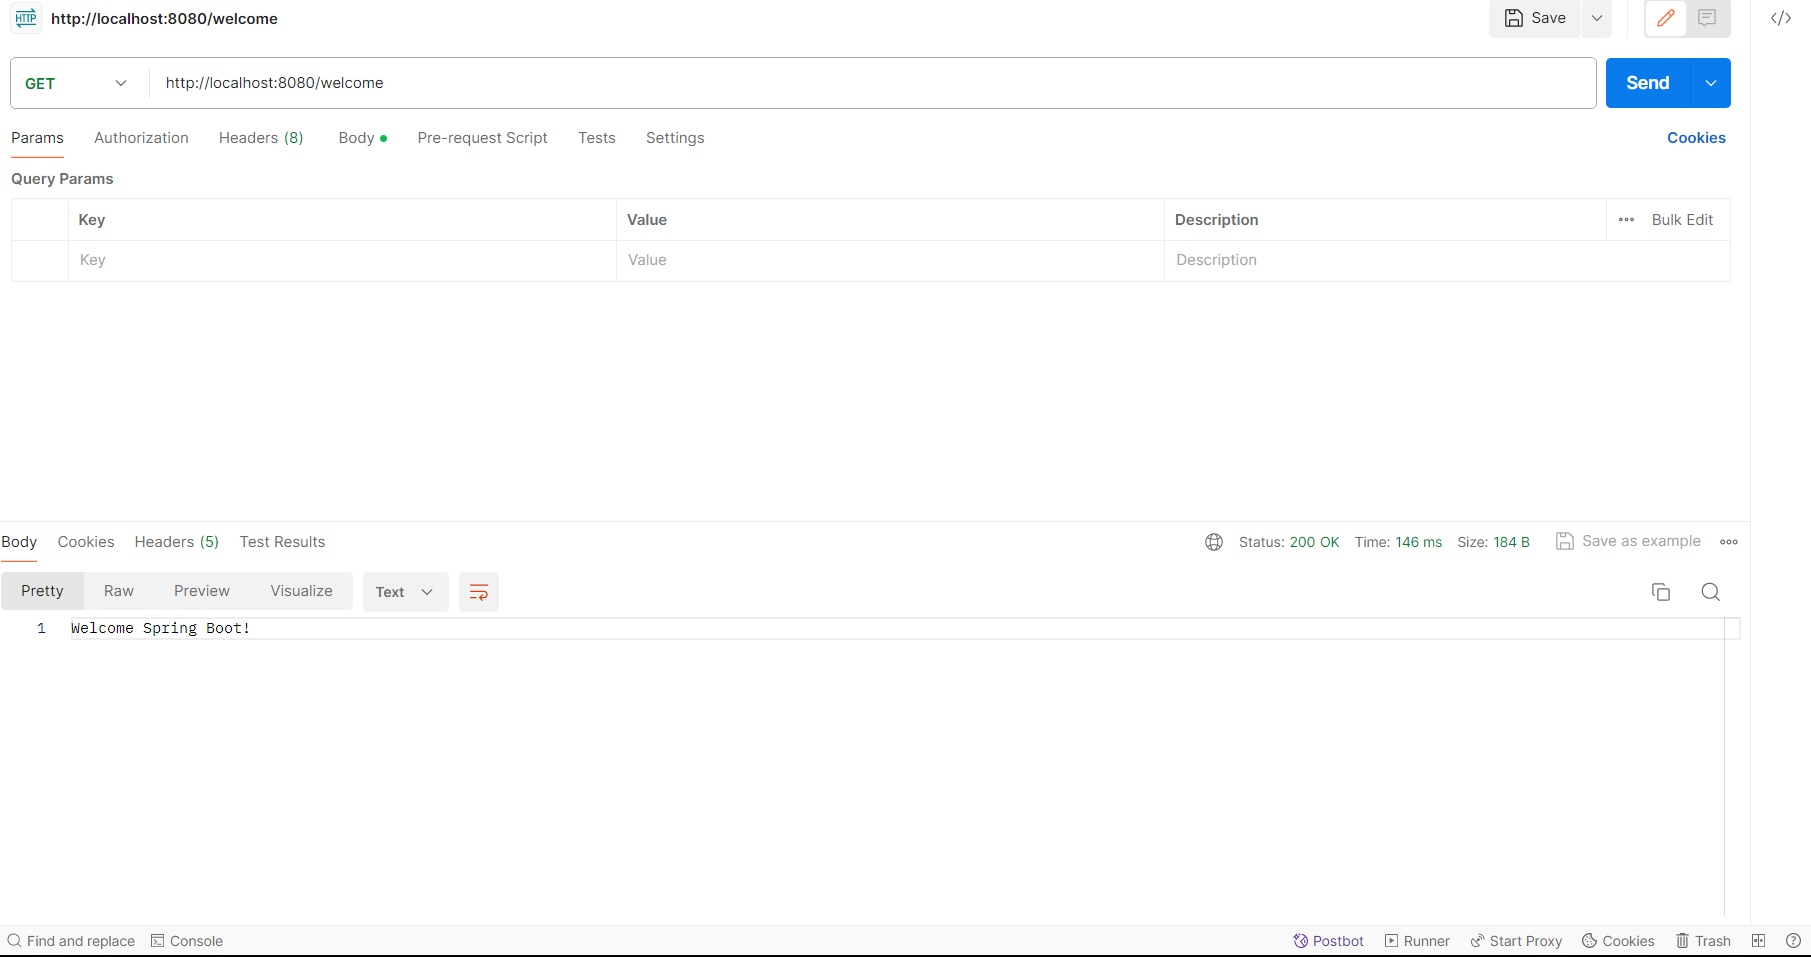 HTTP http://localhost:8080/welcome Save
GET http://localhost:8080/welcome Send
Params Authorization Headers (8) Body Pre-request Script Tests Settings Cookies
Query Params
Key Value Description Bulk Edit
Key Value Description
Body Cookies Headers (5) Test Results Status: 200 OK Time: 146 ms Size: 184 B Save as example
Pretty Raw Preview Visualize Text
1 Welcome Spring Boot!
Find and replace Console Postbot Runner Start Proxy Cookies Trash